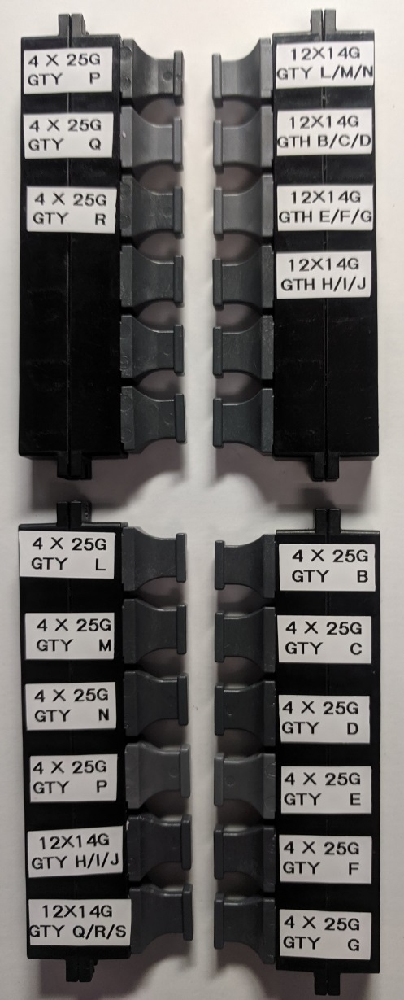 4 X 25G
GTY P
4 X 25G
GTY Q
4 X 25G
GTY R
12X14G
GTY L/M/N
12X14G
GTH B/C/D
12X14G
GTH E/F/G
12X14G
GTH H/I/J
4 X 25G
GTY L
4 X 25G
GTY M
4 X 25G
GTY N
4 X 25G
GTY P
12X14G
GTY H/I/J
12X14G
GTY Q/R/S
4 X 25G
GTY B
4 X 25G
GTY C
4 X 25G
GTY D
4 X 25G
GTY E
4 X 25G
GTY F
4 X 25G
GTY G